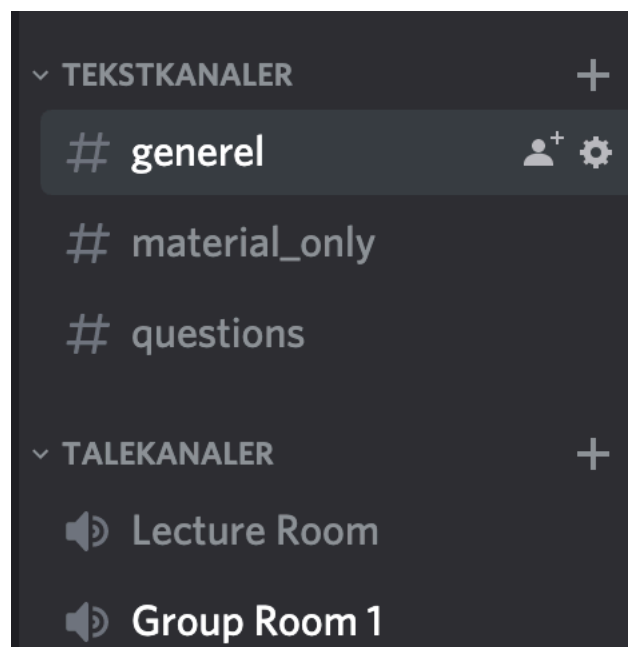 TEKSTKANALER
generel
material_only
questions
TALEKANALER
Lecture Room
Group Room 1